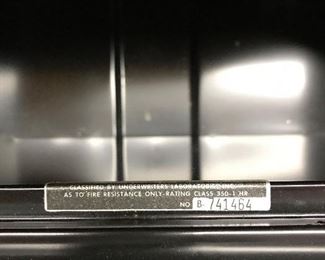 CLASSIFIED BY UNDERWRITERS LABORATORIES INC.
AS TO FIRE RESISTANCE ONLY-RATING CLASS 350-1 HR
NO B- 741464